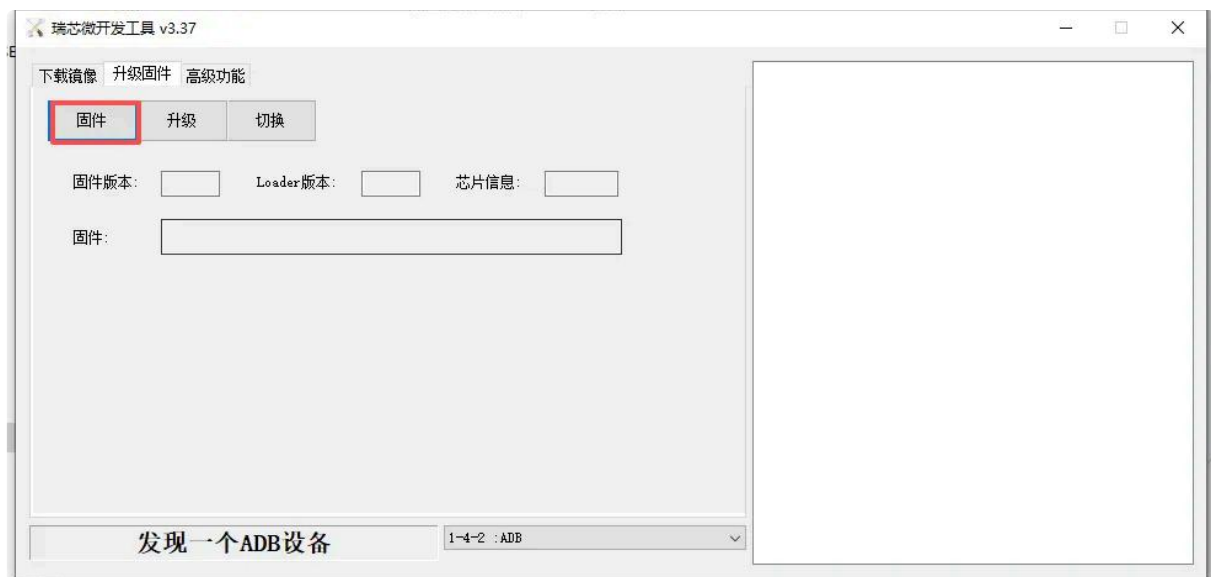 瑞芯微开发工具 v3.37
下载镜像 升级固件 高级功能
固件 升级 切换
固件版本: Loader版本: 芯片信息:
固件:
发现一个ADB设备 1-4-2 :ADB